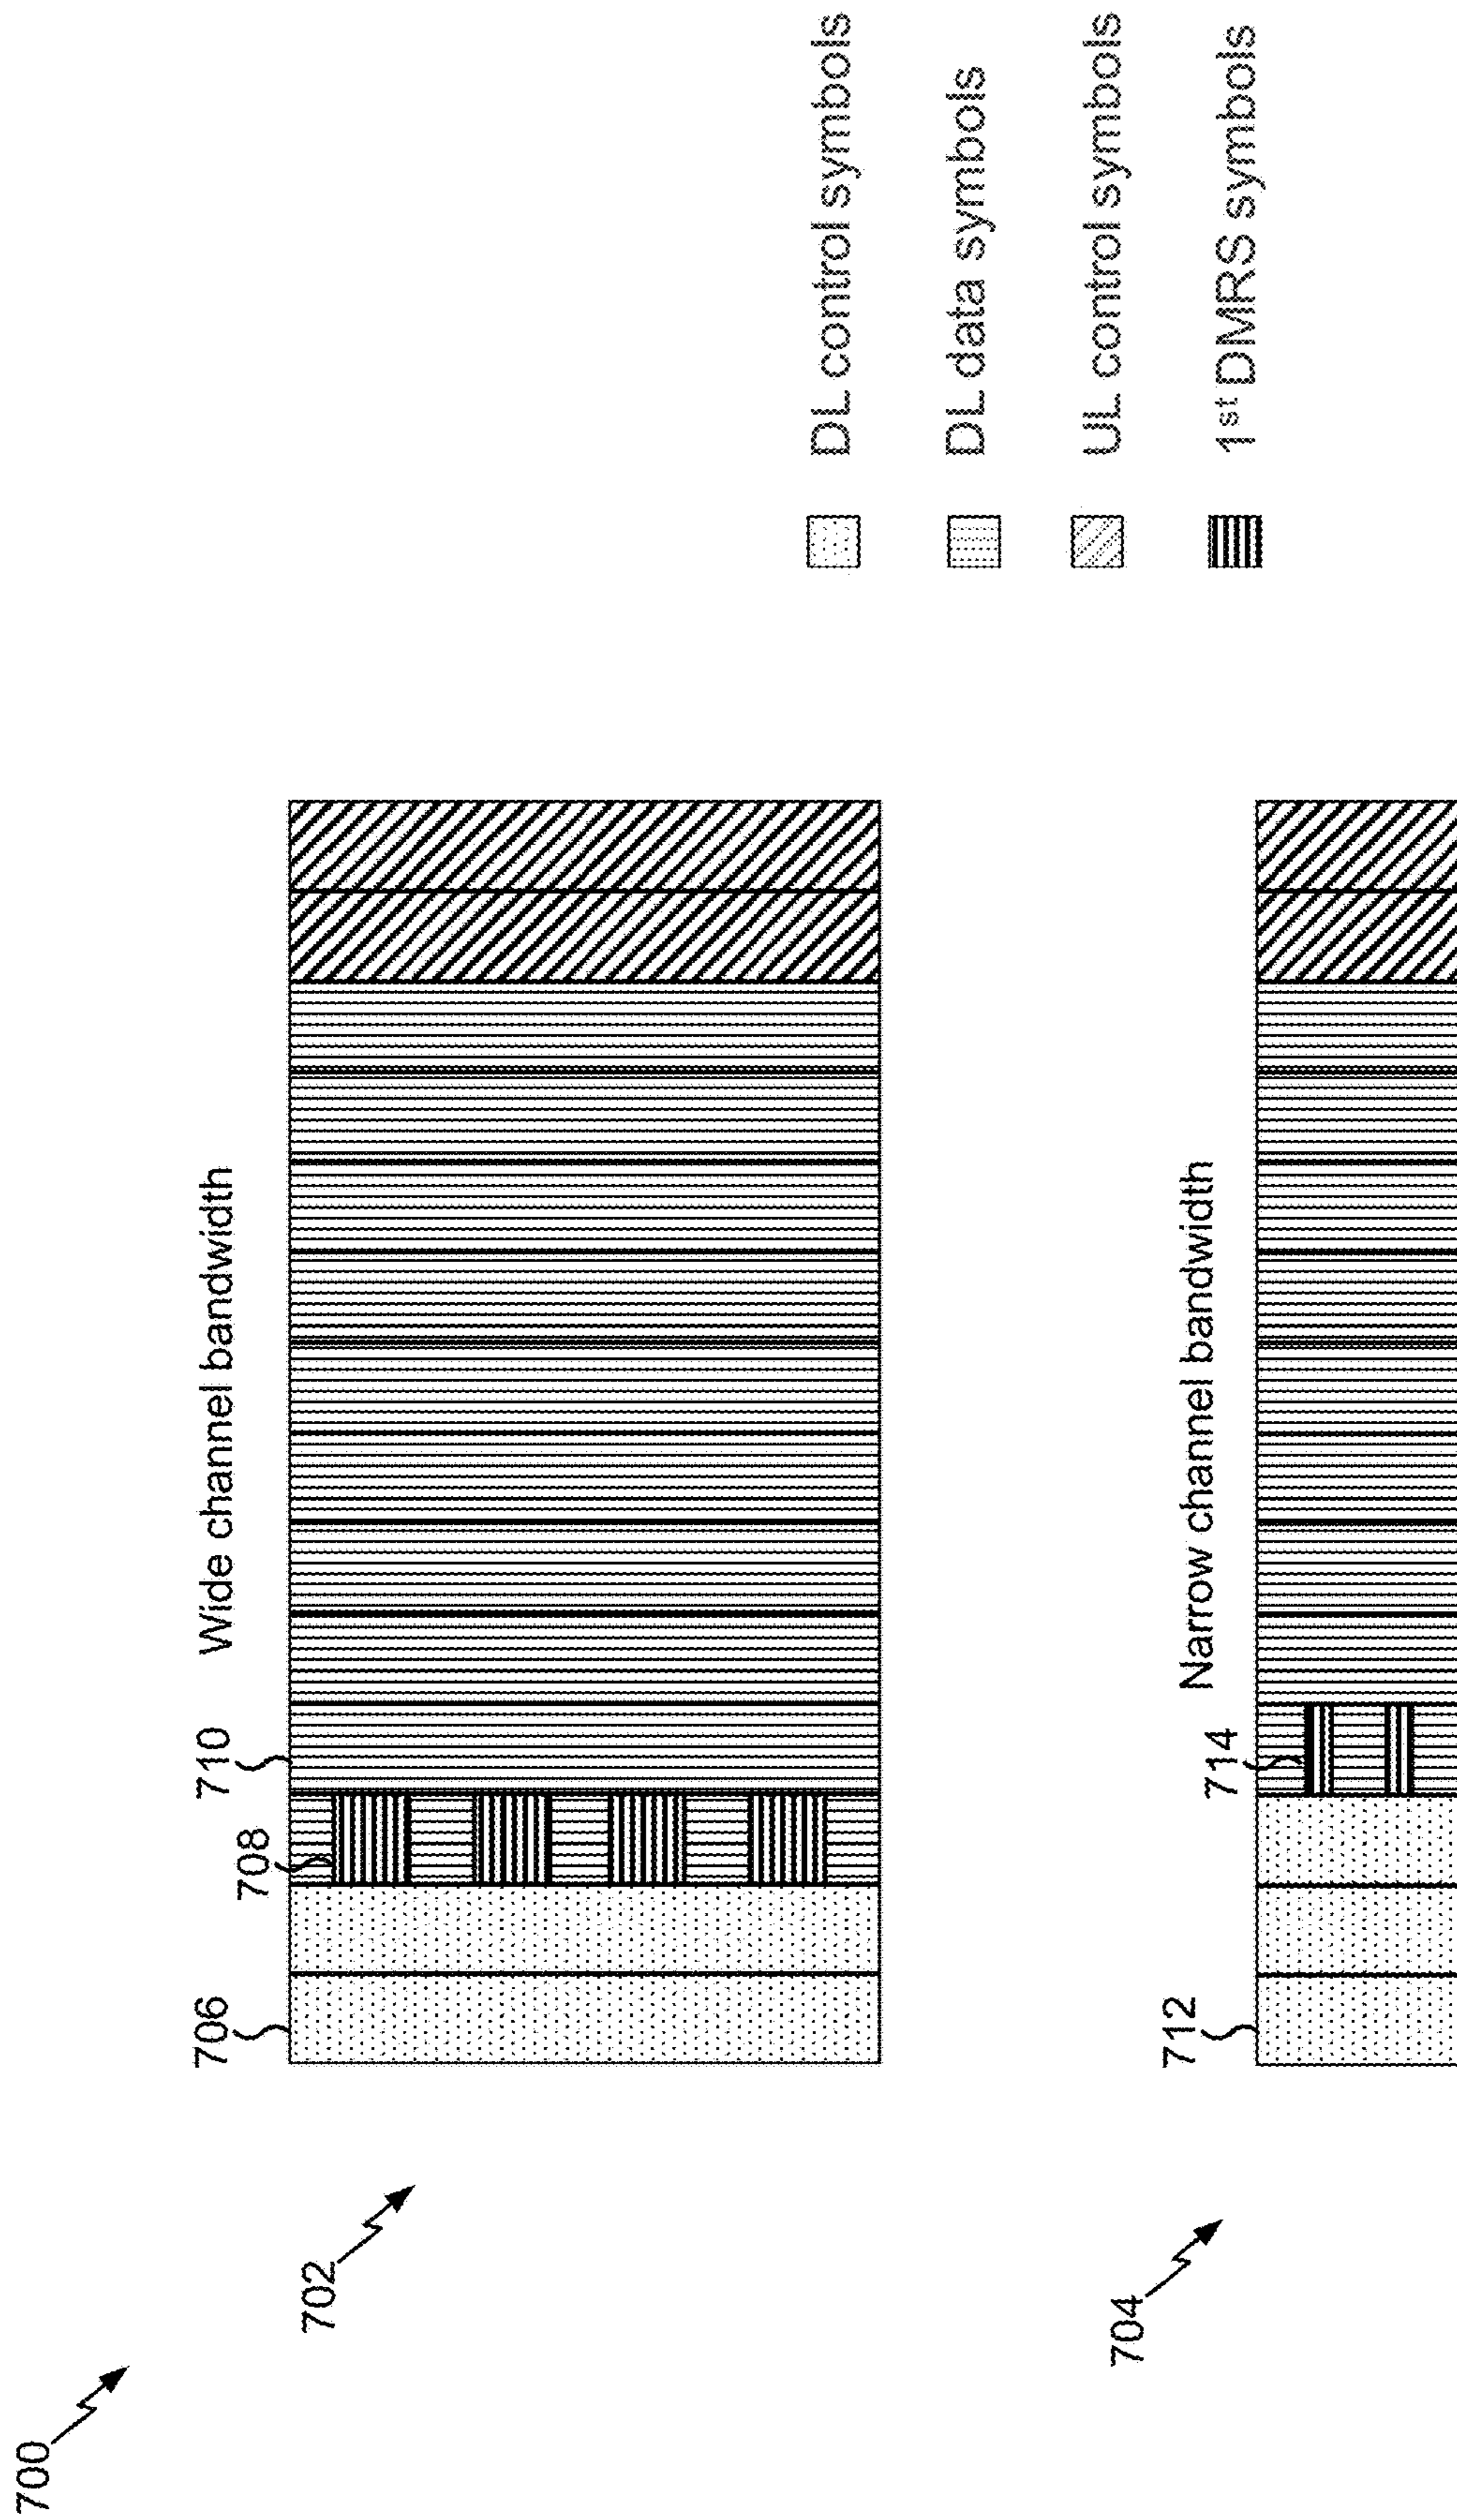 700
702
Wide channel bandwidth
706
708
710
704
Narrow channel bandwidth
712
714
DL control symbols
DL data symbols
UL control symbols
1st DMRS symbols